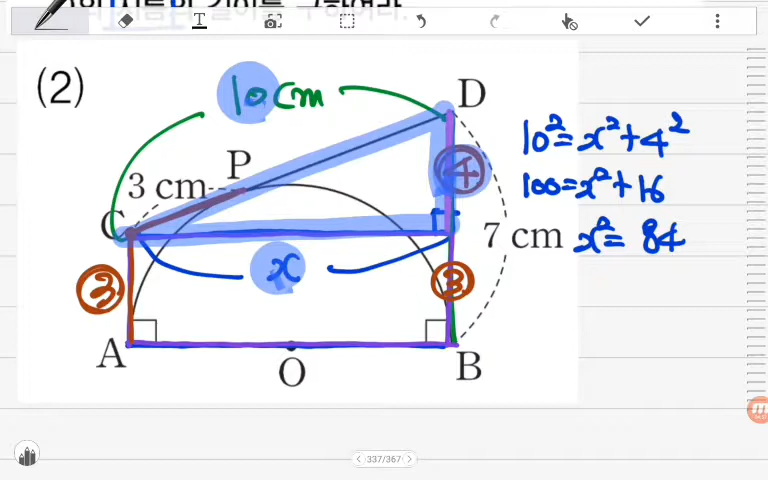 (2)
10cm
D
P
3 cm
C
④
7 cm
x
③
③
A
O
B
10²=x²+4²
100=x²+16
x²= 84
337/367